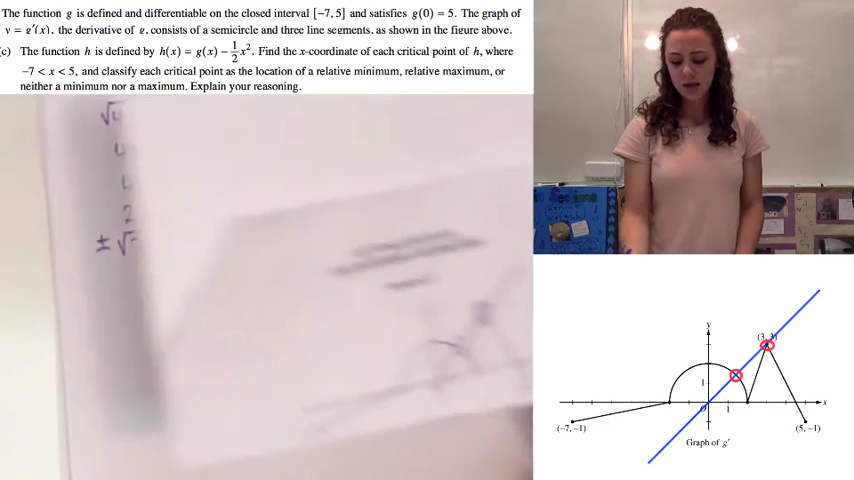 The function g is defined and differentiable on the closed interval [−7, 5] and satisfies g(0) = 5. The graph of
y = g′(x), the derivative of g, consists of a semicircle and three line segments, as shown in the figure above.
(c) The function h is defined by h(x) = g(x) − 1/2 x². Find the x-coordinate of each critical point of h, where
−7 < x < 5, and classify each critical point as the location of a relative minimum, relative maximum, or
neither a minimum nor a maximum. Explain your reasoning.
2
± √
y
(3, 3)
1
O
1
x
(−7, −1)
(5, −1)
Graph of g′